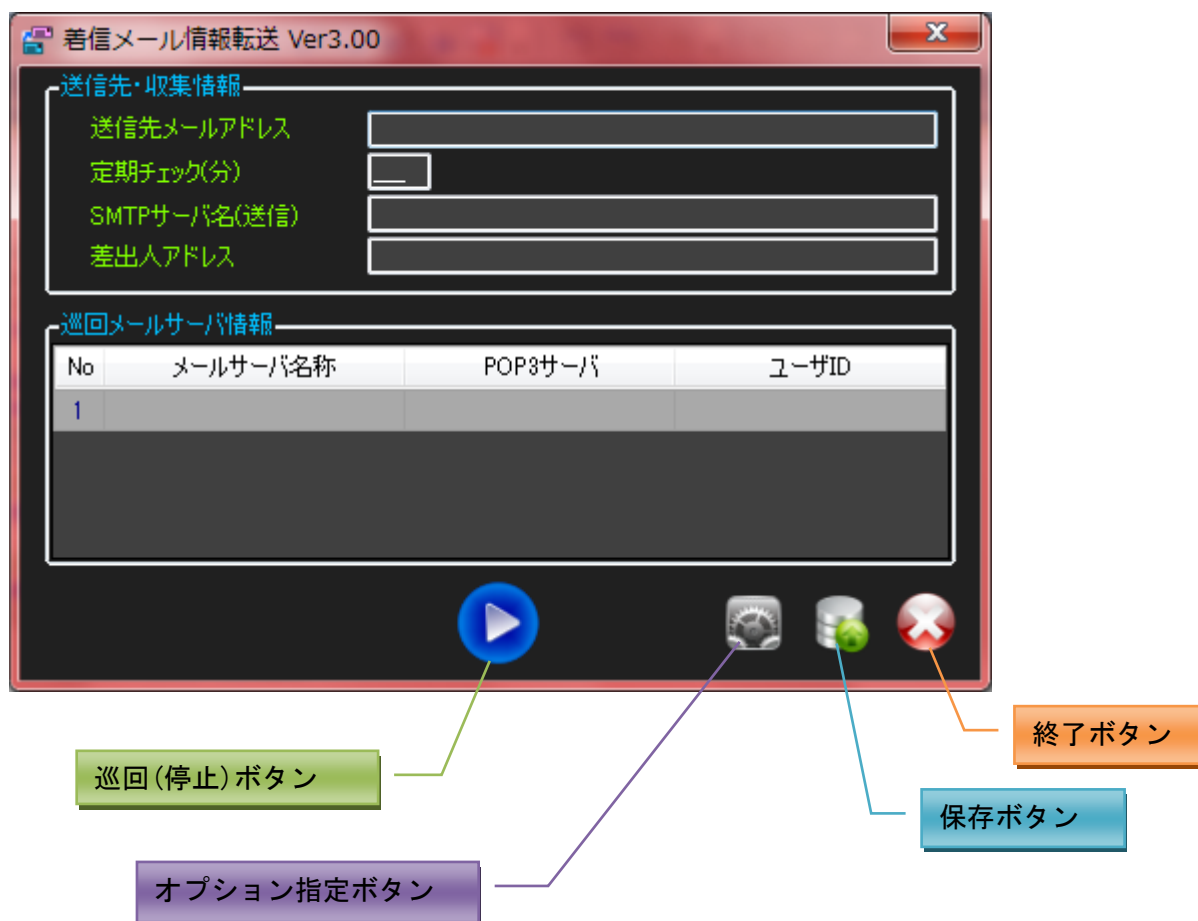 着信メール情報転送 Ver3.00
送信先・収集情報
送信先メールアドレス
定期チェック(分)
__
SMTPサーバ名(送信)
差出人アドレス
巡回メールサーバ情報
No メールサーバ名称 POP3サーバ ユーザID
1
終了ボタン
巡回(停止)ボタン
保存ボタン
オプション指定ボタン